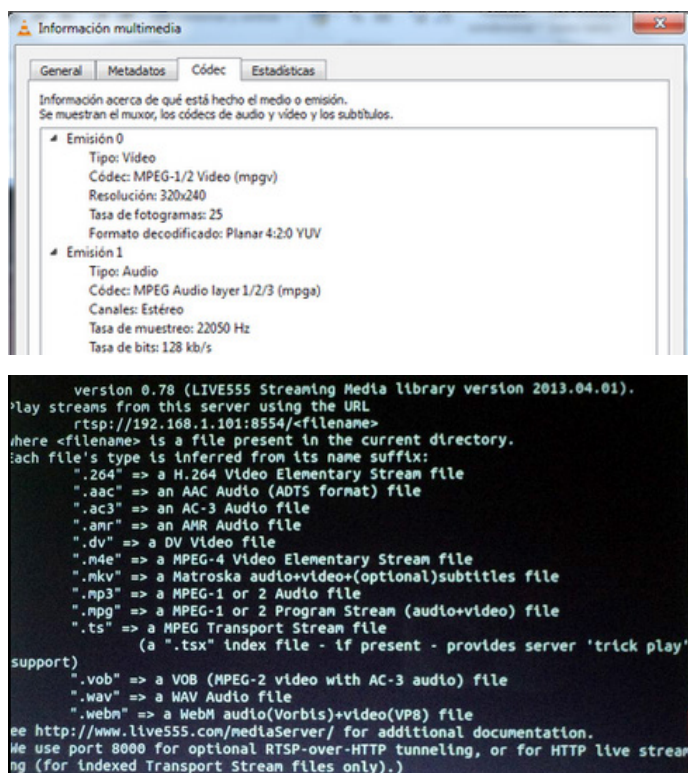 Información multimedia
General Metadatos Códec Estadísticas
Información acerca de qué está hecho el medio o emisión.
Se muestran el muxor, los códecs de audio y vídeo y los subtítulos.
Emisión 0
Tipo: Vídeo
Códec: MPEG-1/2 Video (mpgv)
Resolución: 320x240
Tasa de fotogramas: 25
Formato decodificado: Planar 4:2:0 YUV
Emisión 1
Tipo: Audio
Códec: MPEG Audio layer 1/2/3 (mpga)
Canales: Estéreo
Tasa de muestreo: 22050 Hz
Tasa de bits: 128 kb/s
version 0.78 (LIVE555 Streaming Media library version 2013.04.01).
Play streams from this server using the URL
rtsp://192.168.1.101:8554/<filename>
where <filename> is a file present in the current directory.
Each file's type is inferred from its name suffix:
".264" => a H.264 Video Elementary Stream file
".aac" => an AAC Audio (ADTS format) file
".ac3" => an AC-3 Audio file
".amr" => an AMR Audio file
".dv" => a DV Video file
".m4e" => a MPEG-4 Video Elementary Stream file
".mkv" => a Matroska audio+video+(optional)subtitles file
".mp3" => a MPEG-1 or 2 Audio file
".mpg" => a MPEG-1 or 2 Program Stream (audio+video) file
".ts" => a MPEG Transport Stream file
(a ".tsx" index file - if present - provides server 'trick play'
support)
".vob" => a VOB (MPEG-2 video with AC-3 audio) file
".wav" => a WAV Audio file
".webm" => a WebM audio(Vorbis)+video(VP8) file
ee http://www.live555.com/mediaServer/ for additional documentation.
We use port 8000 for optional RTSP-over-HTTP tunneling, or for HTTP live stream
ng (for indexed Transport Stream files only).)